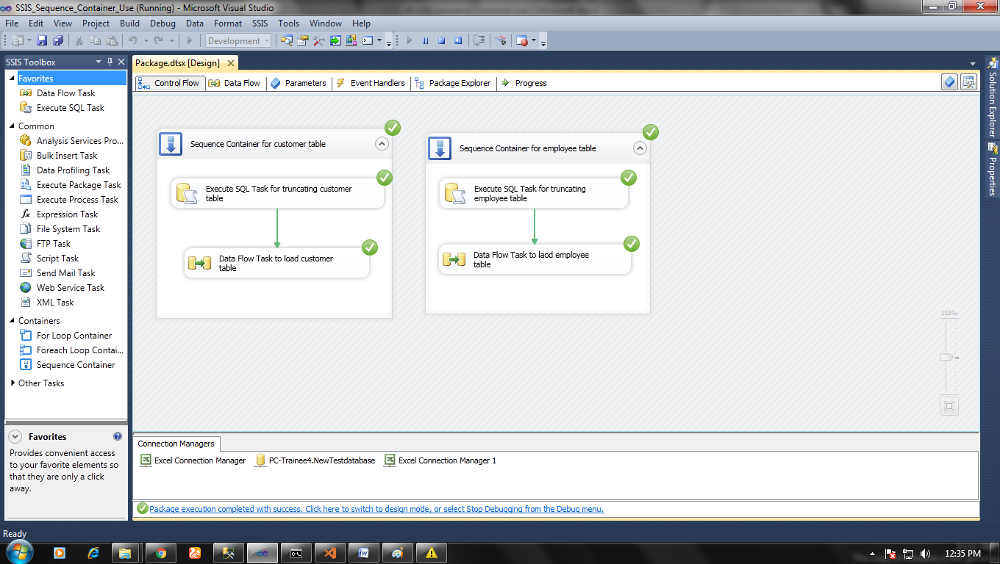 SSIS_Sequence_Container_Use (Running) - Microsoft Visual Studio
File Edit View Project Build Debug Data Format SSIS Tools Window Help
Development
SSIS Toolbox
Favorites
Data Flow Task
Execute SQL Task
Common
Analysis Services Pro...
Bulk Insert Task
Data Profiling Task
Execute Package Task
Execute Process Task
Expression Task
File System Task
FTP Task
Script Task
Send Mail Task
Web Service Task
XML Task
Containers
For Loop Container
Foreach Loop Contai...
Sequence Container
Other Tasks
Favorites
Provides convenient access
to your favorite elements so
that they are only a click
away.
Package.dtsx [Design]
Control Flow Data Flow Parameters Event Handlers Package Explorer Progress
Sequence Container for customer table
Execute SQL Task for truncating customer
table
Data Flow Task to load customer
table
Sequence Container for employee table
Execute SQL Task for truncating
employee table
Data Flow Task to laod employee
table
100%
Connection Managers
Excel Connection Manager PC-Trainee4.NewTestdatabase Excel Connection Manager 1
Package execution completed with success. Click here to switch to design mode, or select Stop Debugging from the Debug menu.
Solution Explorer
Properties
Ready
12:35 PM